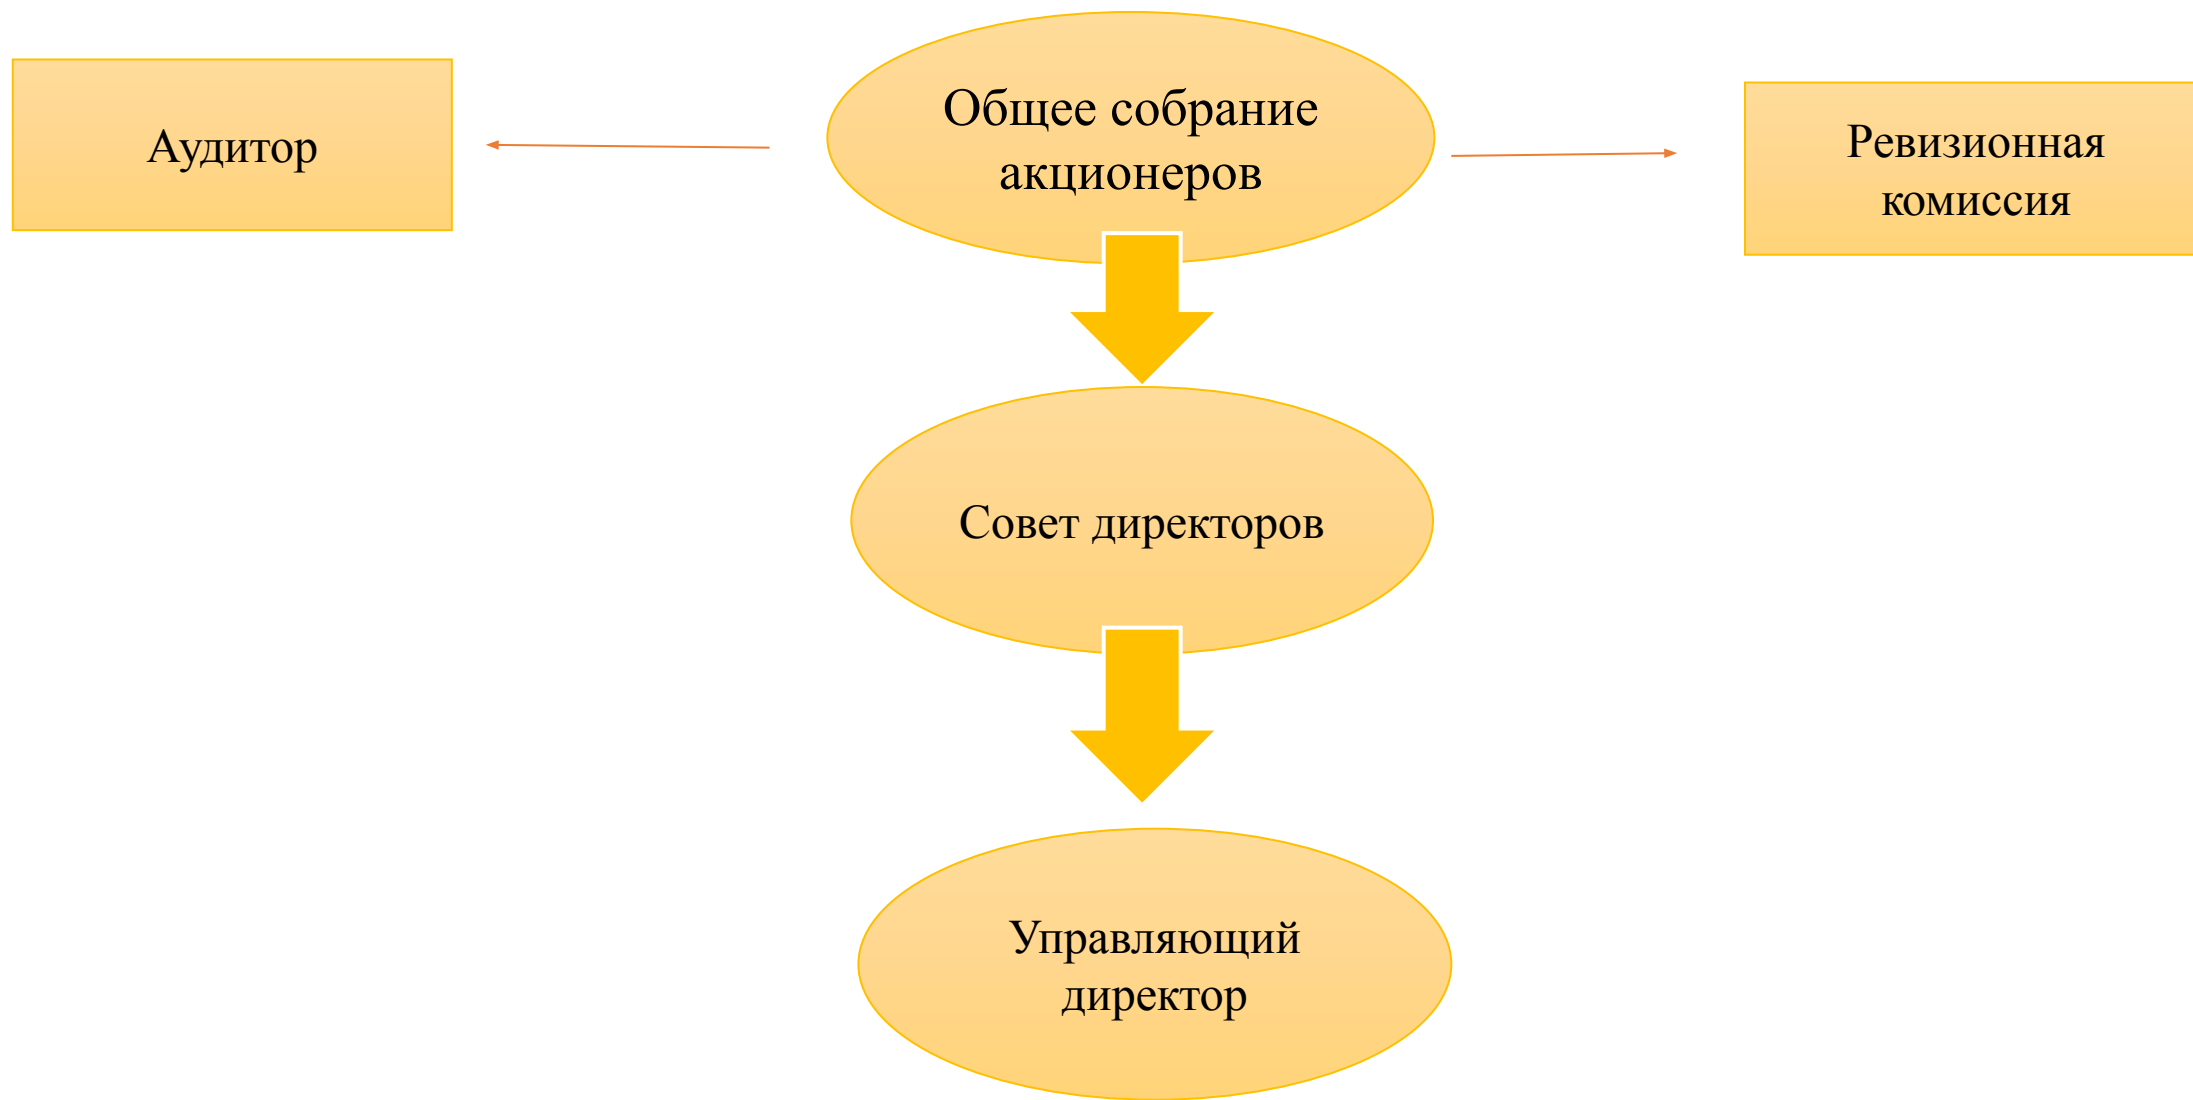 Аудитор
Общее собрание
акционеров
Ревизионная
комиссия
Совет директоров
Управляющий
директор